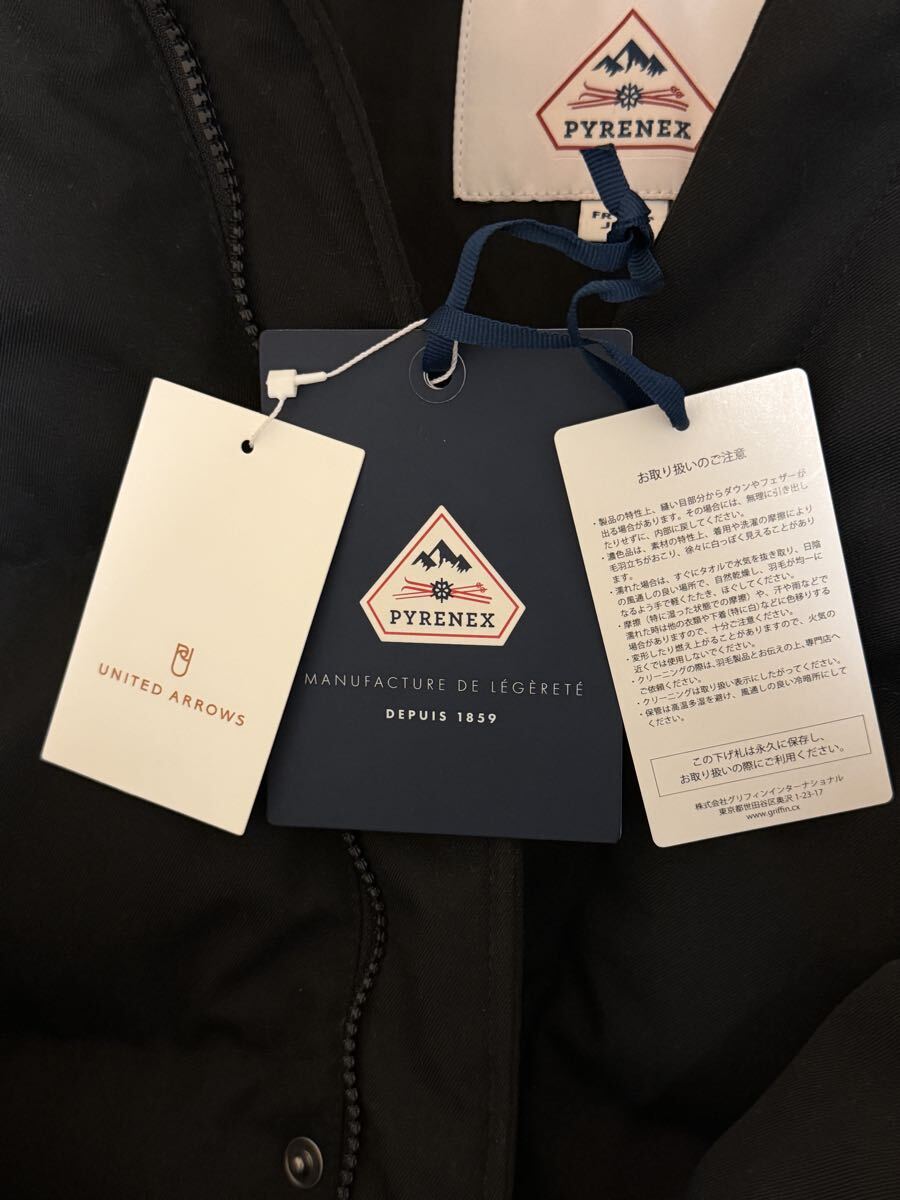 PYRENEX
FR
UNITED ARROWS
PYRENEX
MANUFACTURE DE LÉGÈRETÉ
DEPUIS 1859
お取り扱いのご注意
・製品の特性上、縫い目部分からダウンやフェザーが
出る場合があります。その場合には、無理に引き出し
たりせずに、内部に戻してください。
・濃色品は、素材の特性上、着用や洗濯の摩擦により
毛羽立ちがおこり、徐々に白っぽく見えることがあり
ます。
・濡れた場合は、すぐにタオルで水気を抜き取り、日陰
の風通しの良い場所で、自然乾燥し、羽毛が均一に
なるよう手で軽くたたき、ほぐしてください。
・摩擦（特に湿った状態での摩擦）や、汗や雨などで
濡れた時は他の衣類や下着(特に白)などに色移りする
場合がありますので、十分ご注意ください。
・変形したり燃え上がることがありますので、火気の
近くでは使用しないでください。
・クリーニングの際は、羽毛製品とお伝えの上、専門店へ
ご依頼ください。
・クリーニングは取り扱い表示にしたがってください。
・保管は高温多湿を避け、風通しの良い冷暗所にして
ください。
この下げ札は永久に保存し、
お取り扱いの際にご利用ください。
株式会社グリフィンインターナショナル
東京都世田谷区奥沢 1-23-17
www.griffin.cx